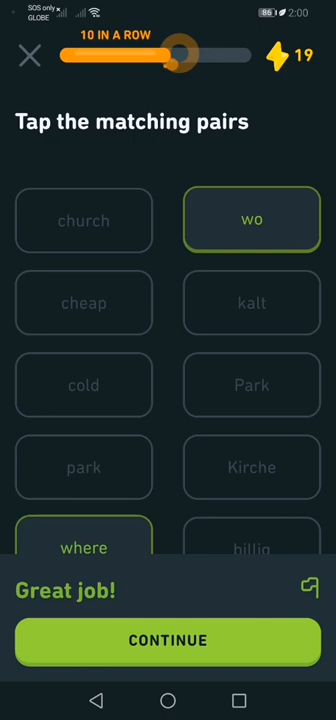 SOS only
GLOBE
86
2:00
10 IN A ROW
19
Tap the matching pairs
church
wo
cheap
kalt
cold
Park
park
Kirche
where
billig
Great job!
CONTINUE